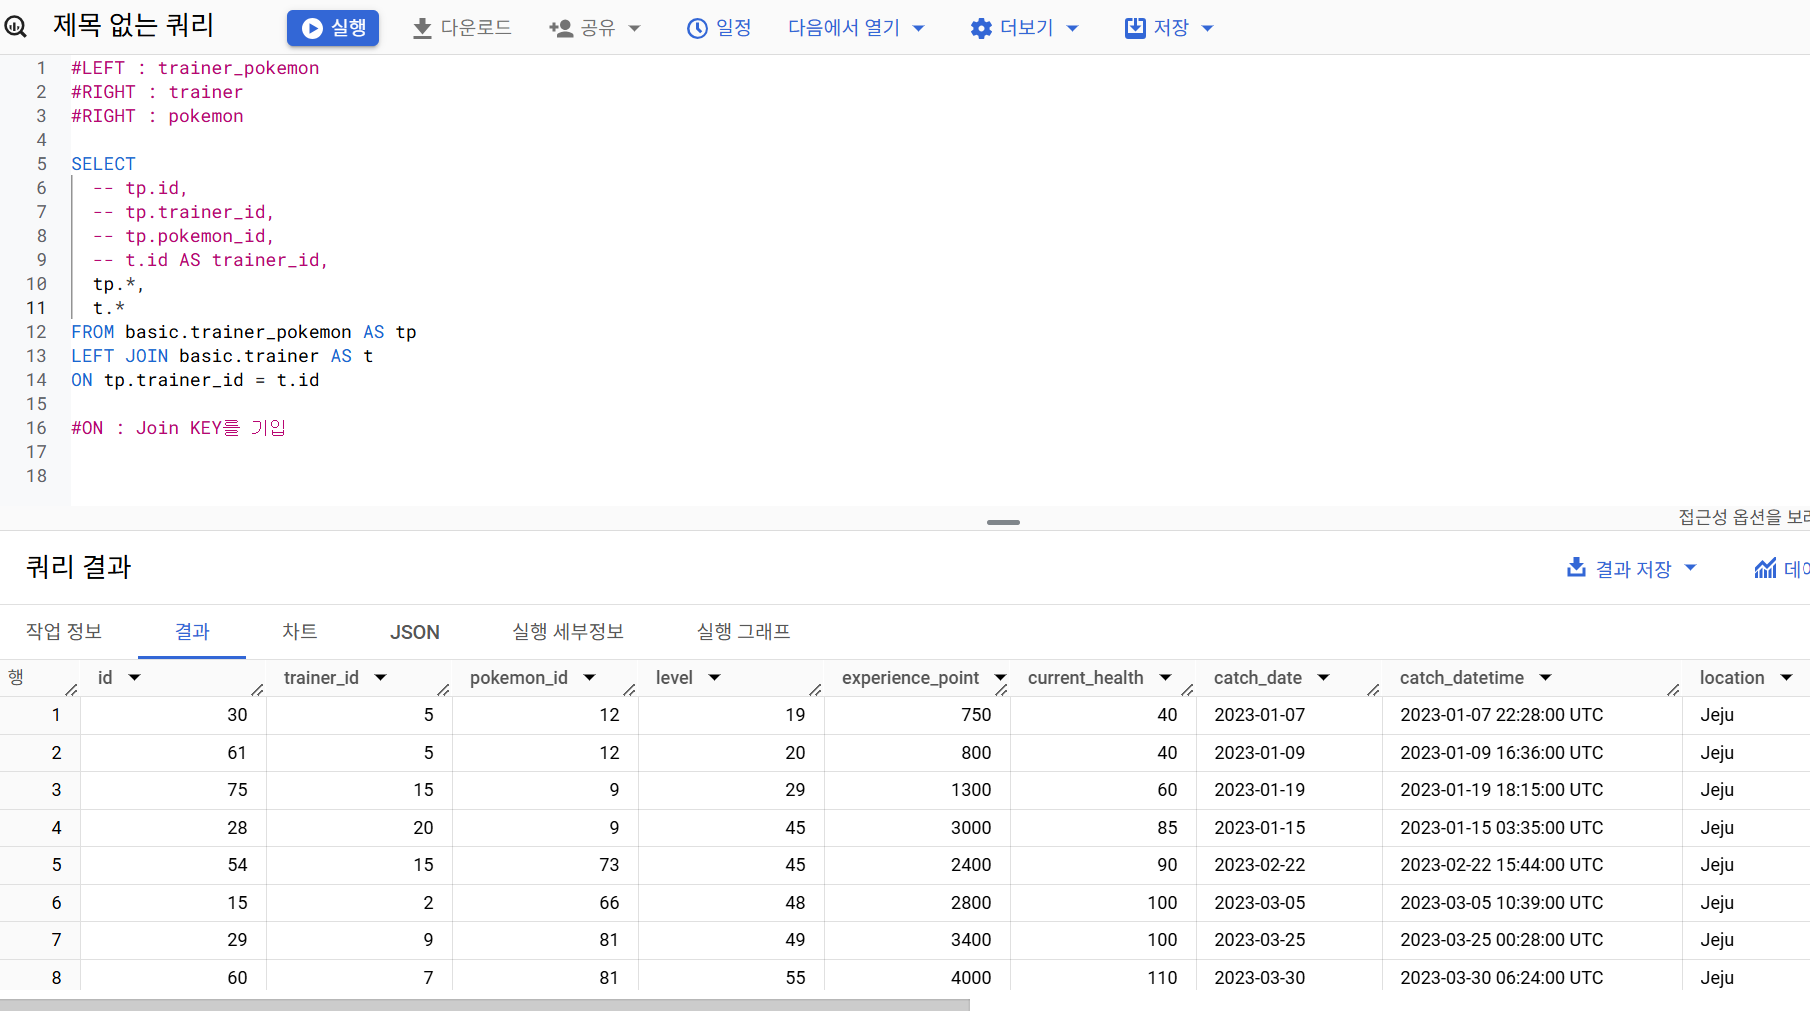 제목 없는 쿼리 실행 다운로드 공유 일정 다음에서 열기 더보기 저장
1 #LEFT : trainer_pokemon
2 #RIGHT : trainer
3 #RIGHT : pokemon
4
5 SELECT
6 -- tp.id,
7 -- tp.trainer_id,
8 -- tp.pokemon_id,
9 -- t.id AS trainer_id,
10 tp.*,
11 t.*
12 FROM basic.trainer_pokemon AS tp
13 LEFT JOIN basic.trainer AS t
14 ON tp.trainer_id = t.id
15
16 #ON : Join KEY를 기입
17
18
접근성 옵션을 보려
쿼리 결과 결과 저장 데이
작업 정보 결과 차트 JSON 실행 세부정보 실행 그래프
행 id trainer_id pokemon_id level experience_point current_health catch_date catch_datetime location
1 30 5 12 19 750 40 2023-01-07 2023-01-07 22:28:00 UTC Jeju
2 61 5 12 20 800 40 2023-01-09 2023-01-09 16:36:00 UTC Jeju
3 75 15 9 29 1300 60 2023-01-19 2023-01-19 18:15:00 UTC Jeju
4 28 20 9 45 3000 85 2023-01-15 2023-01-15 03:35:00 UTC Jeju
5 54 15 73 45 2400 90 2023-02-22 2023-02-22 15:44:00 UTC Jeju
6 15 2 66 48 2800 100 2023-03-05 2023-03-05 10:39:00 UTC Jeju
7 29 9 81 49 3400 100 2023-03-25 2023-03-25 00:28:00 UTC Jeju
8 60 7 81 55 4000 110 2023-03-30 2023-03-30 06:24:00 UTC Jeju